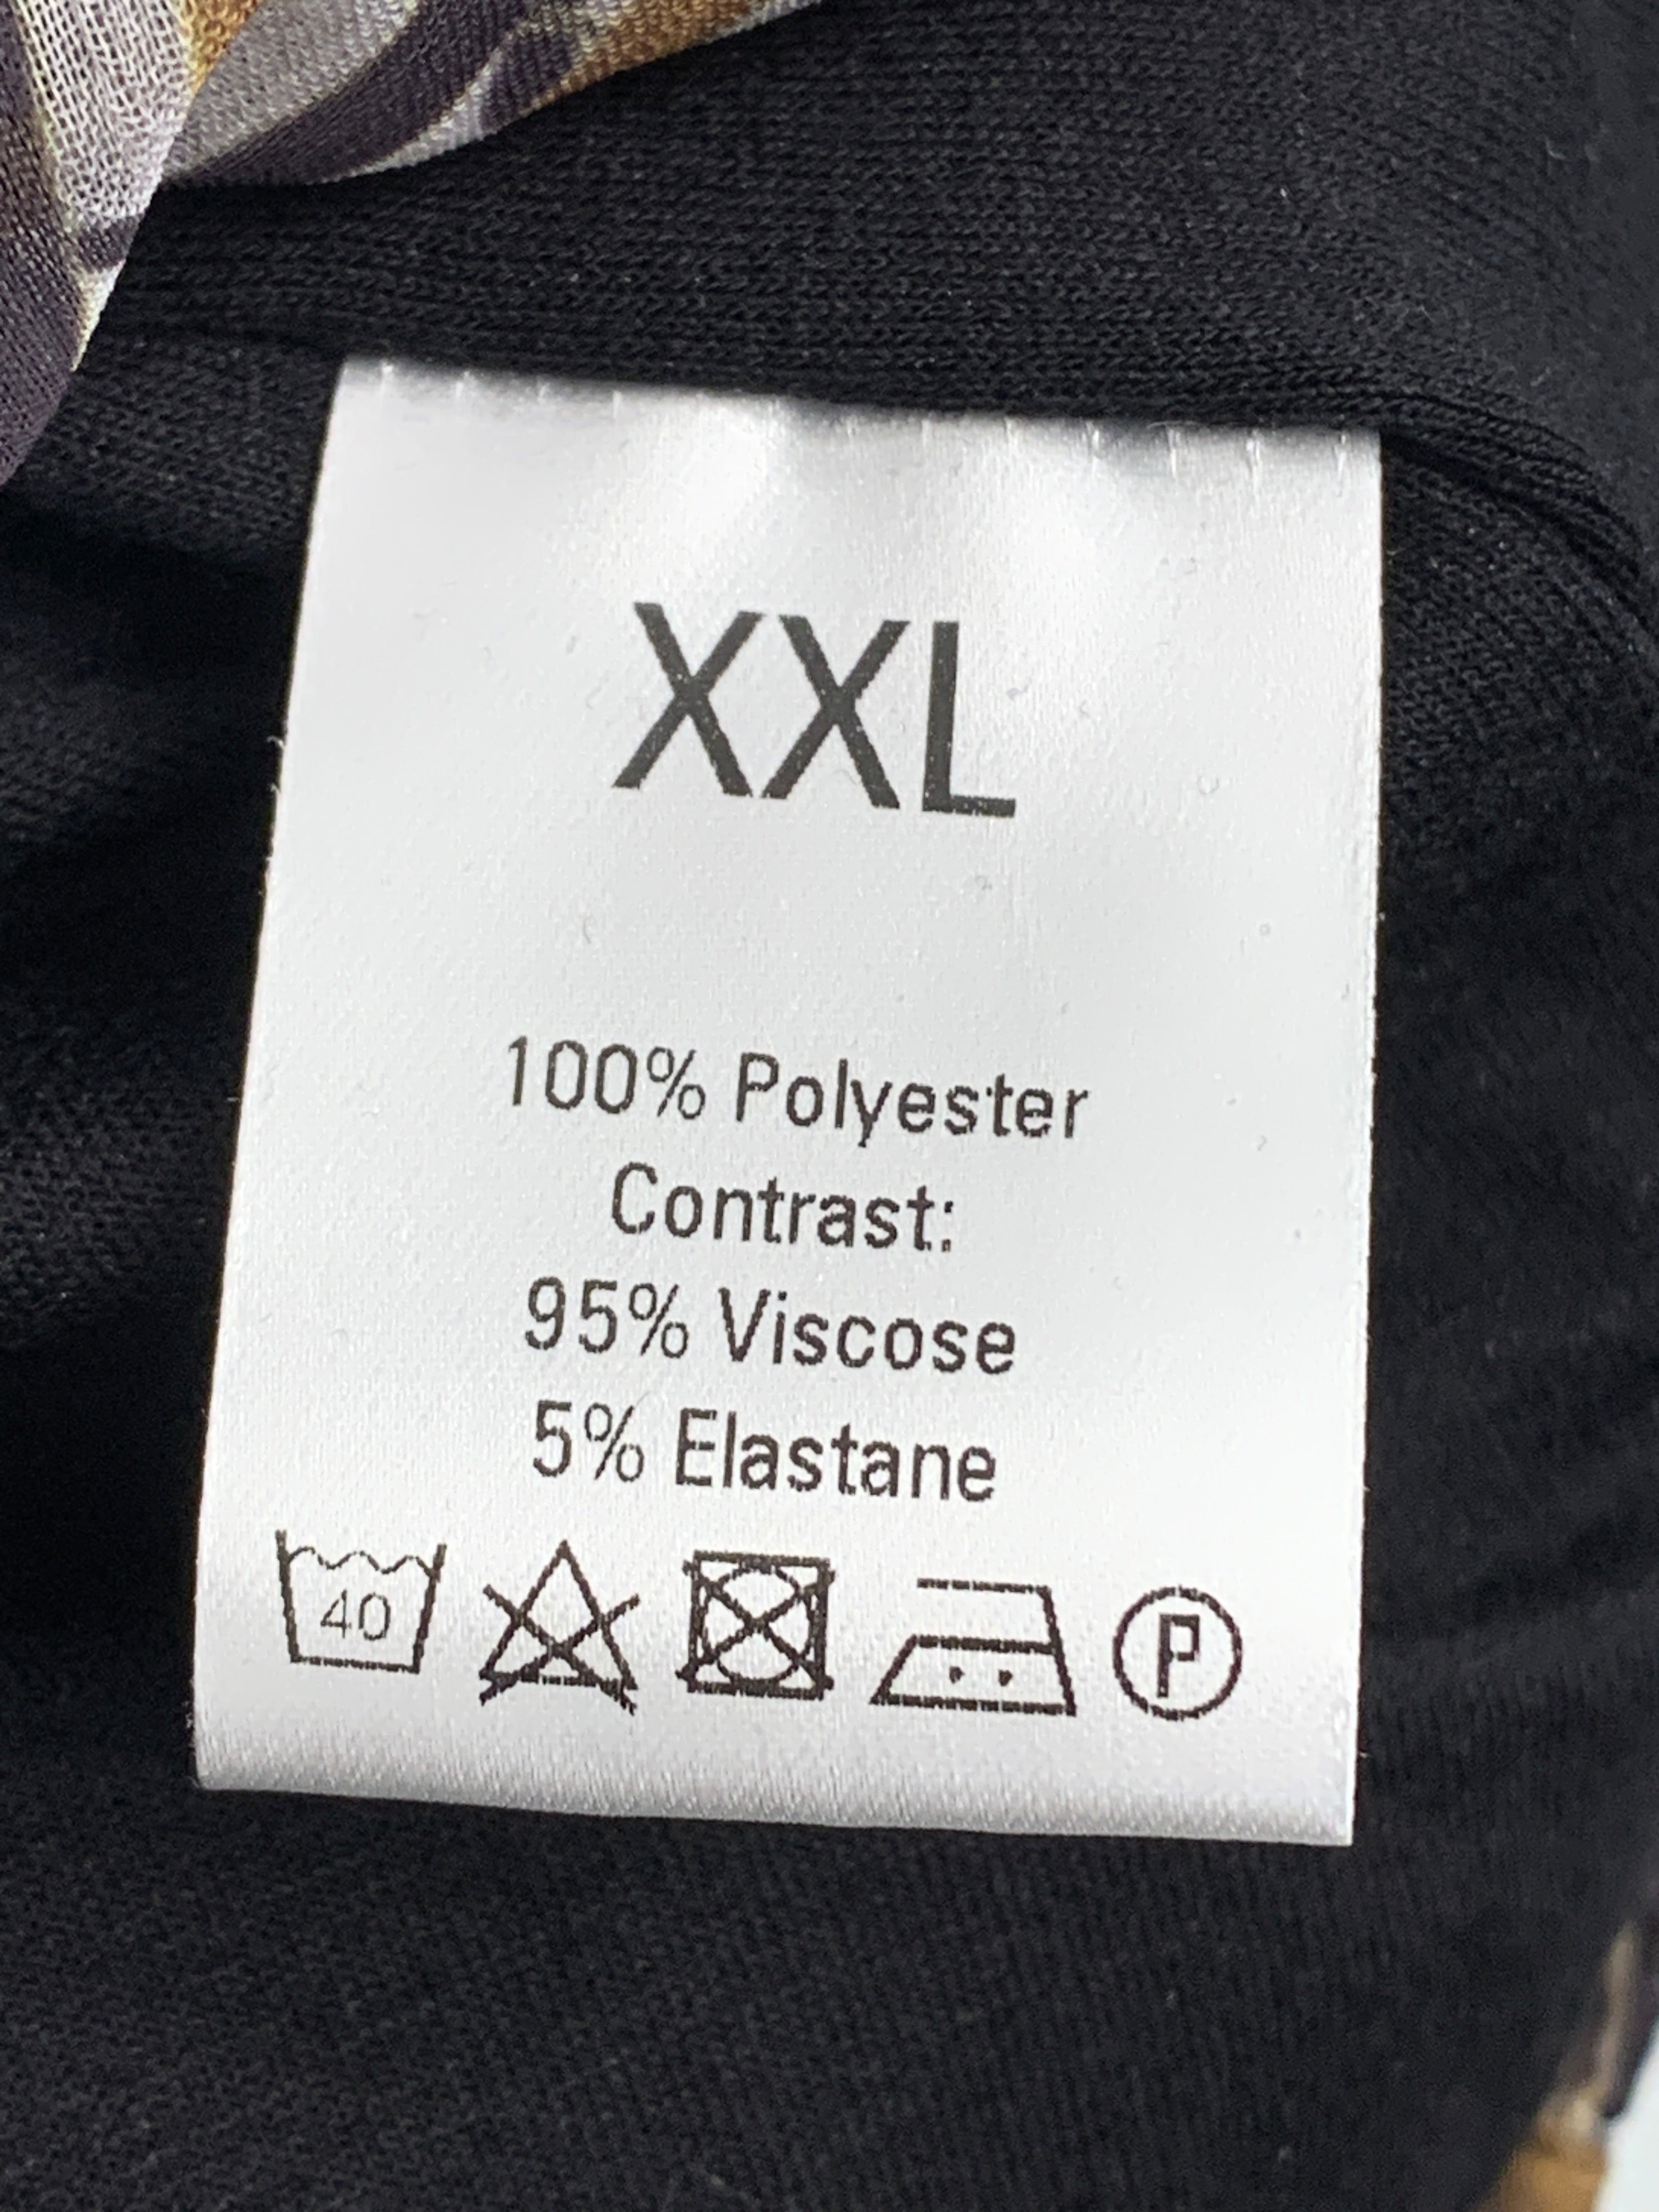 XXL
100% Polyester
Contrast:
95% Viscose
5% Elastane
40 P